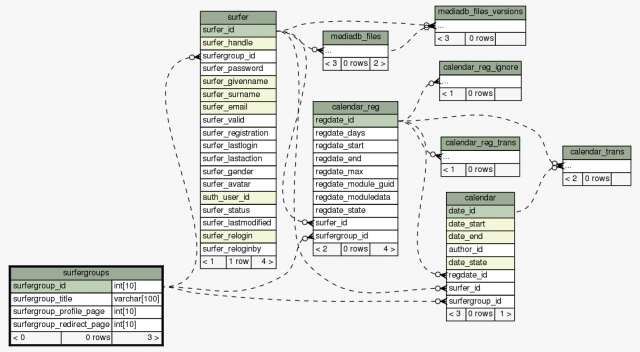 surfer
surfer_id
surfer_handle
surfergroup_id
surfer_password
surfer_givenname
surfer_surname
surfer_email
surfer_valid
surfer_registration
surfer_lastlogin
surfer_lastaction
surfer_gender
surfer_avatar
auth_user_id
surfer_status
surfer_lastmodified
surfer_relogin
surfer_reloginby
< 1 1 row 4 >
mediadb_files
...
< 3 0 rows 2 >
mediadb_files_versions
...
< 3 0 rows
calendar_reg_ignore
...
< 1 0 rows
calendar_reg
regdate_id
regdate_days
regdate_start
regdate_end
regdate_max
regdate_module_guid
regdate_moduledata
regdate_state
surfer_id
surfergroup_id
< 2 0 rows 4 >
calendar_reg_trans
...
< 1 0 rows
calendar_trans
...
< 2 0 rows
calendar
date_id
date_start
date_end
author_id
date_state
regdate_id
surfer_id
surfergroup_id
< 3 0 rows 1 >
surfergroups
surfergroup_id int[10]
surfergroup_title varchar[100]
surfergroup_profile_page int[10]
surfergroup_redirect_page int[10]
< 0 0 rows 3 >